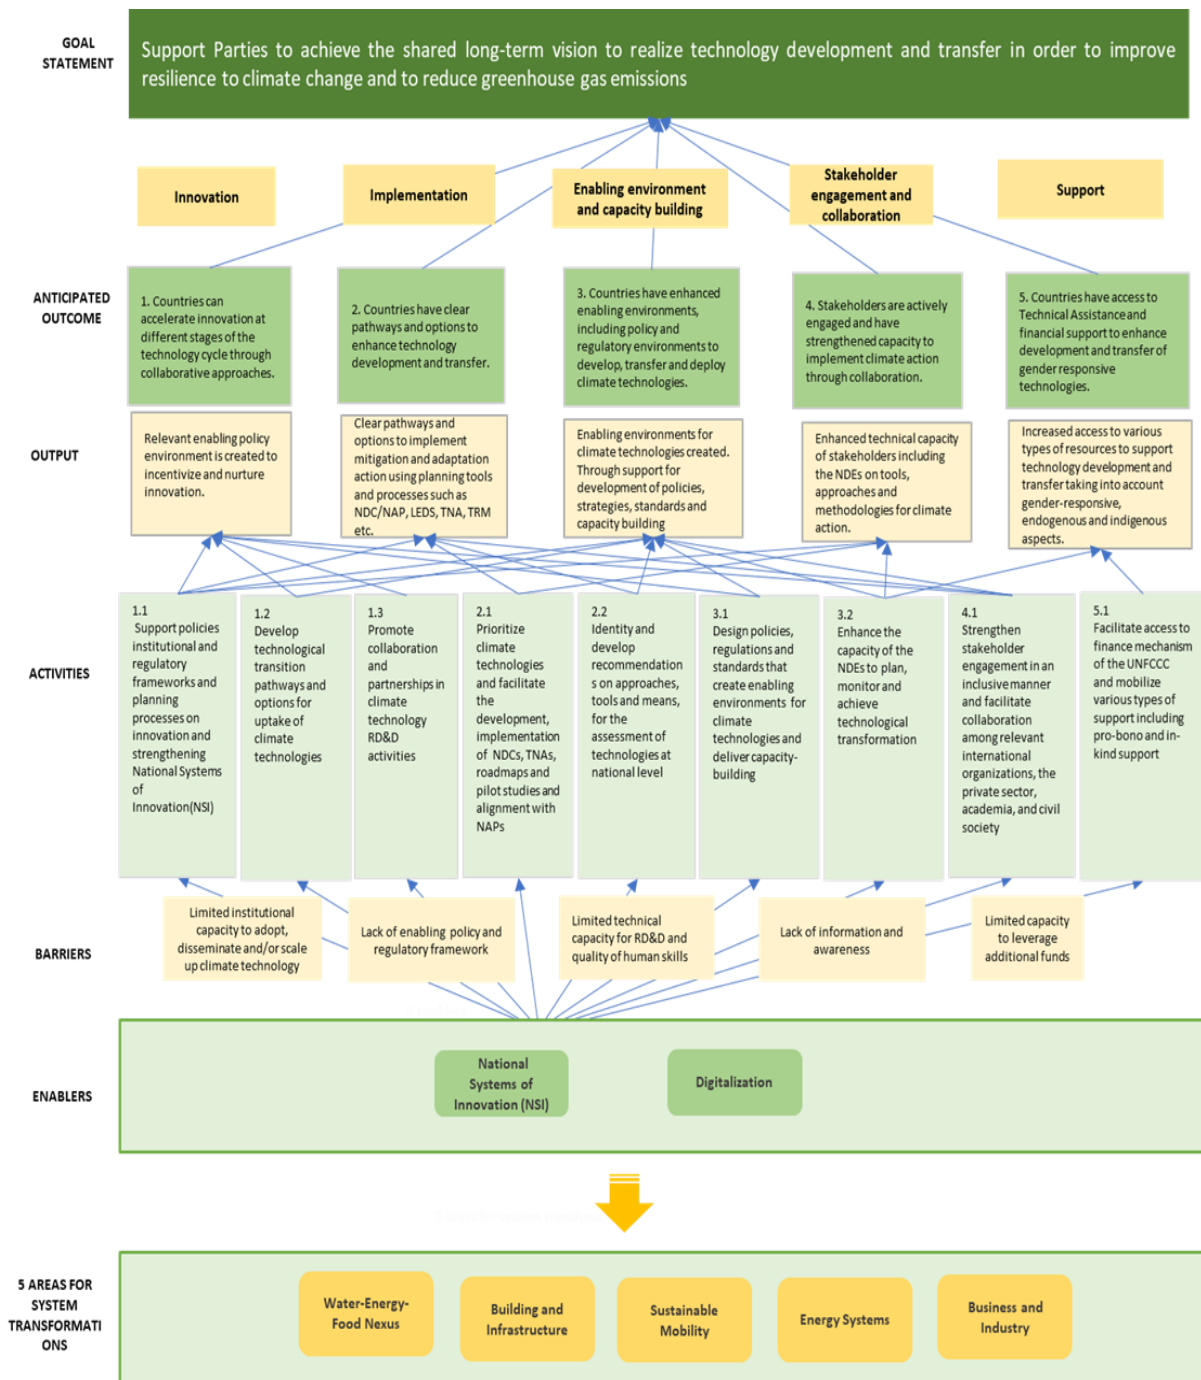 GOAL
STATEMENT
Support Parties to achieve the shared long-term vision to realize technology development and transfer in order to improve
resilience to climate change and to reduce greenhouse gas emissions
Innovation
Implementation
Enabling environment
and capacity building
Stakeholder
engagement and
collaboration
Support
ANTICIPATED
OUTCOME
1. Countries can
accelerate innovation at
different stages of the
technology cycle through
collaborative approaches.
2. Countries have clear
pathways and options to
enhance technology
development and transfer.
3. Countries have enhanced
enabling environments,
including policy and
regulatory environments to
develop, transfer and deploy
climate technologies.
4. Stakeholders are actively
engaged and have
strengthened capacity to
implement climate action
through collaboration.
5. Countries have access to
Technical Assistance and
financial support to enhance
development and transfer of
gender responsive
technologies.
OUTPUT
Relevant enabling policy
environment is created to
incentivize and nurture
innovation.
Clear pathways and
options to implement
mitigation and adaptation
action using planning tools
and processes such as
NDC/NAP, LEDS, TNA, TRM
etc.
Enabling environments for
climate technologies created.
Through support for
development of policies,
strategies, standards and
capacity building
Enhanced technical capacity
of stakeholders including
the NDEs on tools,
approaches and
methodologies for climate
action.
Increased access to various
types of resources to support
technology development and
transfer taking into account
gender-responsive,
endogenous and indigenous
aspects.
ACTIVITIES
1.1
Support policies
institutional and
regulatory
frameworks and
planning
processes on
innovation and
strengthening
National Systems
of
Innovation(NSI)
1.2
Develop
technological
transition
pathways and
options for
uptake of
climate
technologies
1.3
Promote
collaboration
and
partnerships in
climate
technology
RD&D
activities
2.1
Prioritize
climate
technologies
and facilitate
the
development,
implementation
of NDCs, TNAs,
roadmaps and
pilot studies and
alignment with
NAPs
2.2
Identity and
develop
recommendation
s on approaches,
tools and means,
for the
assessment of
technologies at
national level
3.1
Design policies,
regulations and
standards that
create enabling
environments for
climate
technologies and
deliver capacity-
building
3.2
Enhance the
capacity of the
NDEs to plan,
monitor and
achieve
technological
transformation
4.1
Strengthen
stakeholder
engagement in an
inclusive manner
and facilitate
collaboration
among relevant
international
organizations, the
private sector,
academia, and civil
society
5.1
Facilitate access to
finance mechanism
of the UNFCCC
and mobilize
various types of
support including
pro-bono and in-
kind support
BARRIERS
Limited institutional
capacity to adopt,
disseminate and/or scale
up climate technology
Lack of enabling policy and
regulatory framework
Limited technical
capacity for RD&D and
quality of human skills
Lack of information and
awareness
Limited capacity
to leverage
additional funds
ENABLERS
National
Systems of
Innovation (NSI)
Digitalization
5 AREAS FOR
SYSTEM
TRANSFORMATI
ONS
Water-Energy-
Food Nexus
Building and
Infrastructure
Sustainable
Mobility
Energy Systems
Business and
Industry